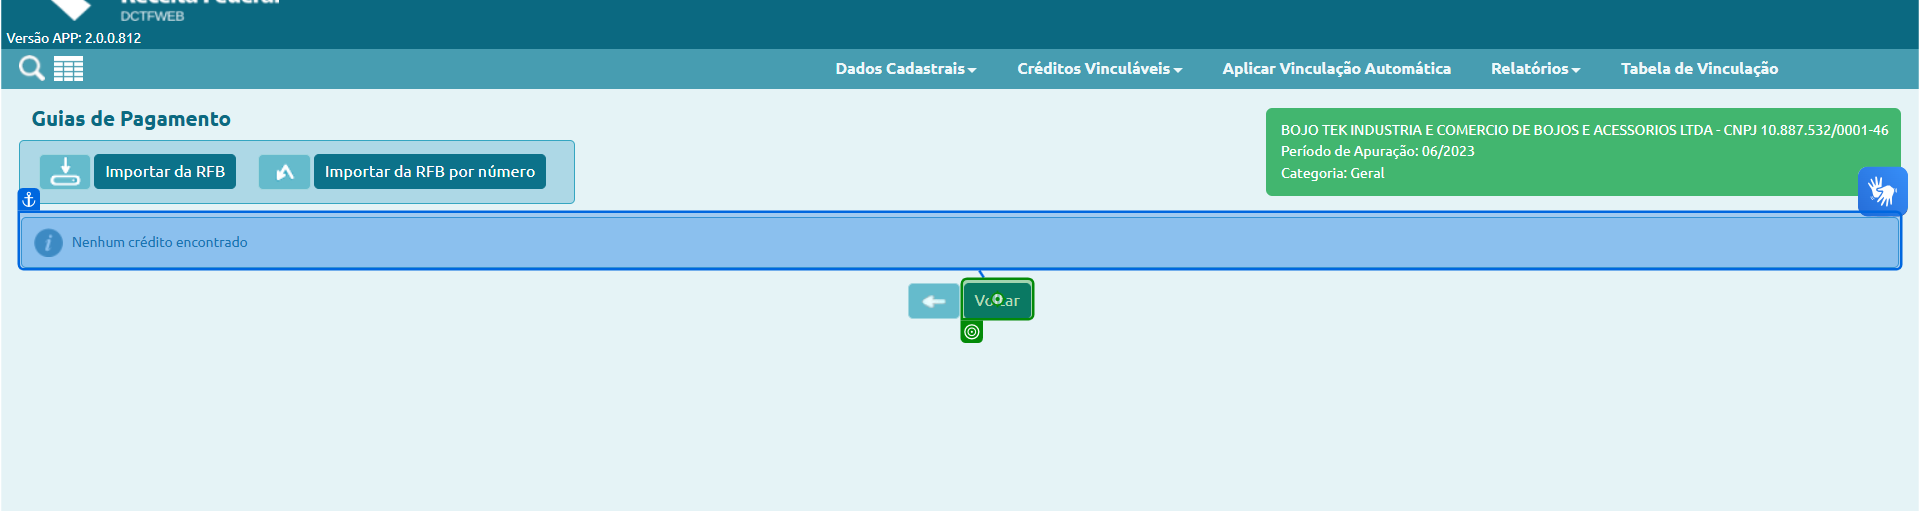 Receita Federal
DCTFWEB
Versão APP: 2.0.0.812
Dados Cadastrais
Créditos Vinculáveis
Aplicar Vinculação Automática
Relatórios
Tabela de Vinculação
Guias de Pagamento
BOJO TEK INDUSTRIA E COMERCIO DE BOJOS E ACESSORIOS LTDA - CNPJ 10.887.532/0001-46
Período de Apuração: 06/2023
Categoria: Geral
Importar da RFB
Importar da RFB por número
Nenhum crédito encontrado
Voltar